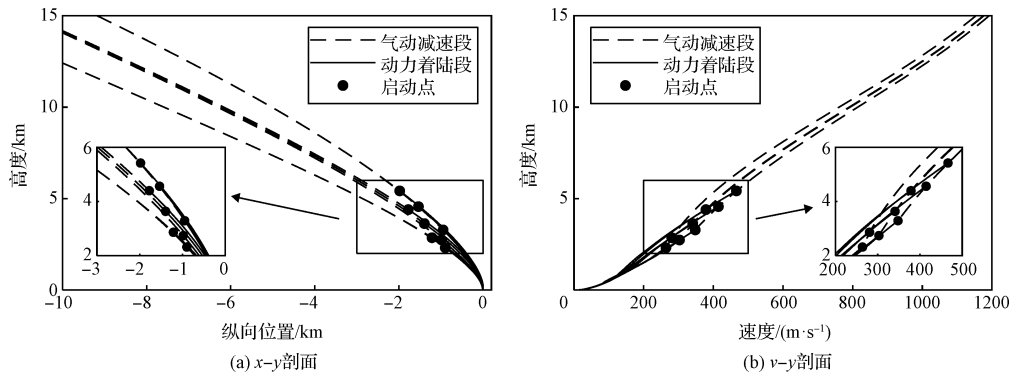 15
10
5
0
高度/km
气动减速段
动力着陆段
启动点
6
4
2
-3
-2
-1
0
-10
-8
-6
-4
-2
0
纵向位置/km
(a) x-y剖面
15
10
5
0
高度/km
气动减速段
动力着陆段
启动点
6
4
2
200
300
400
500
200
400
600
800
1000
1200
速度/(m·s⁻¹)
(b) v-y剖面